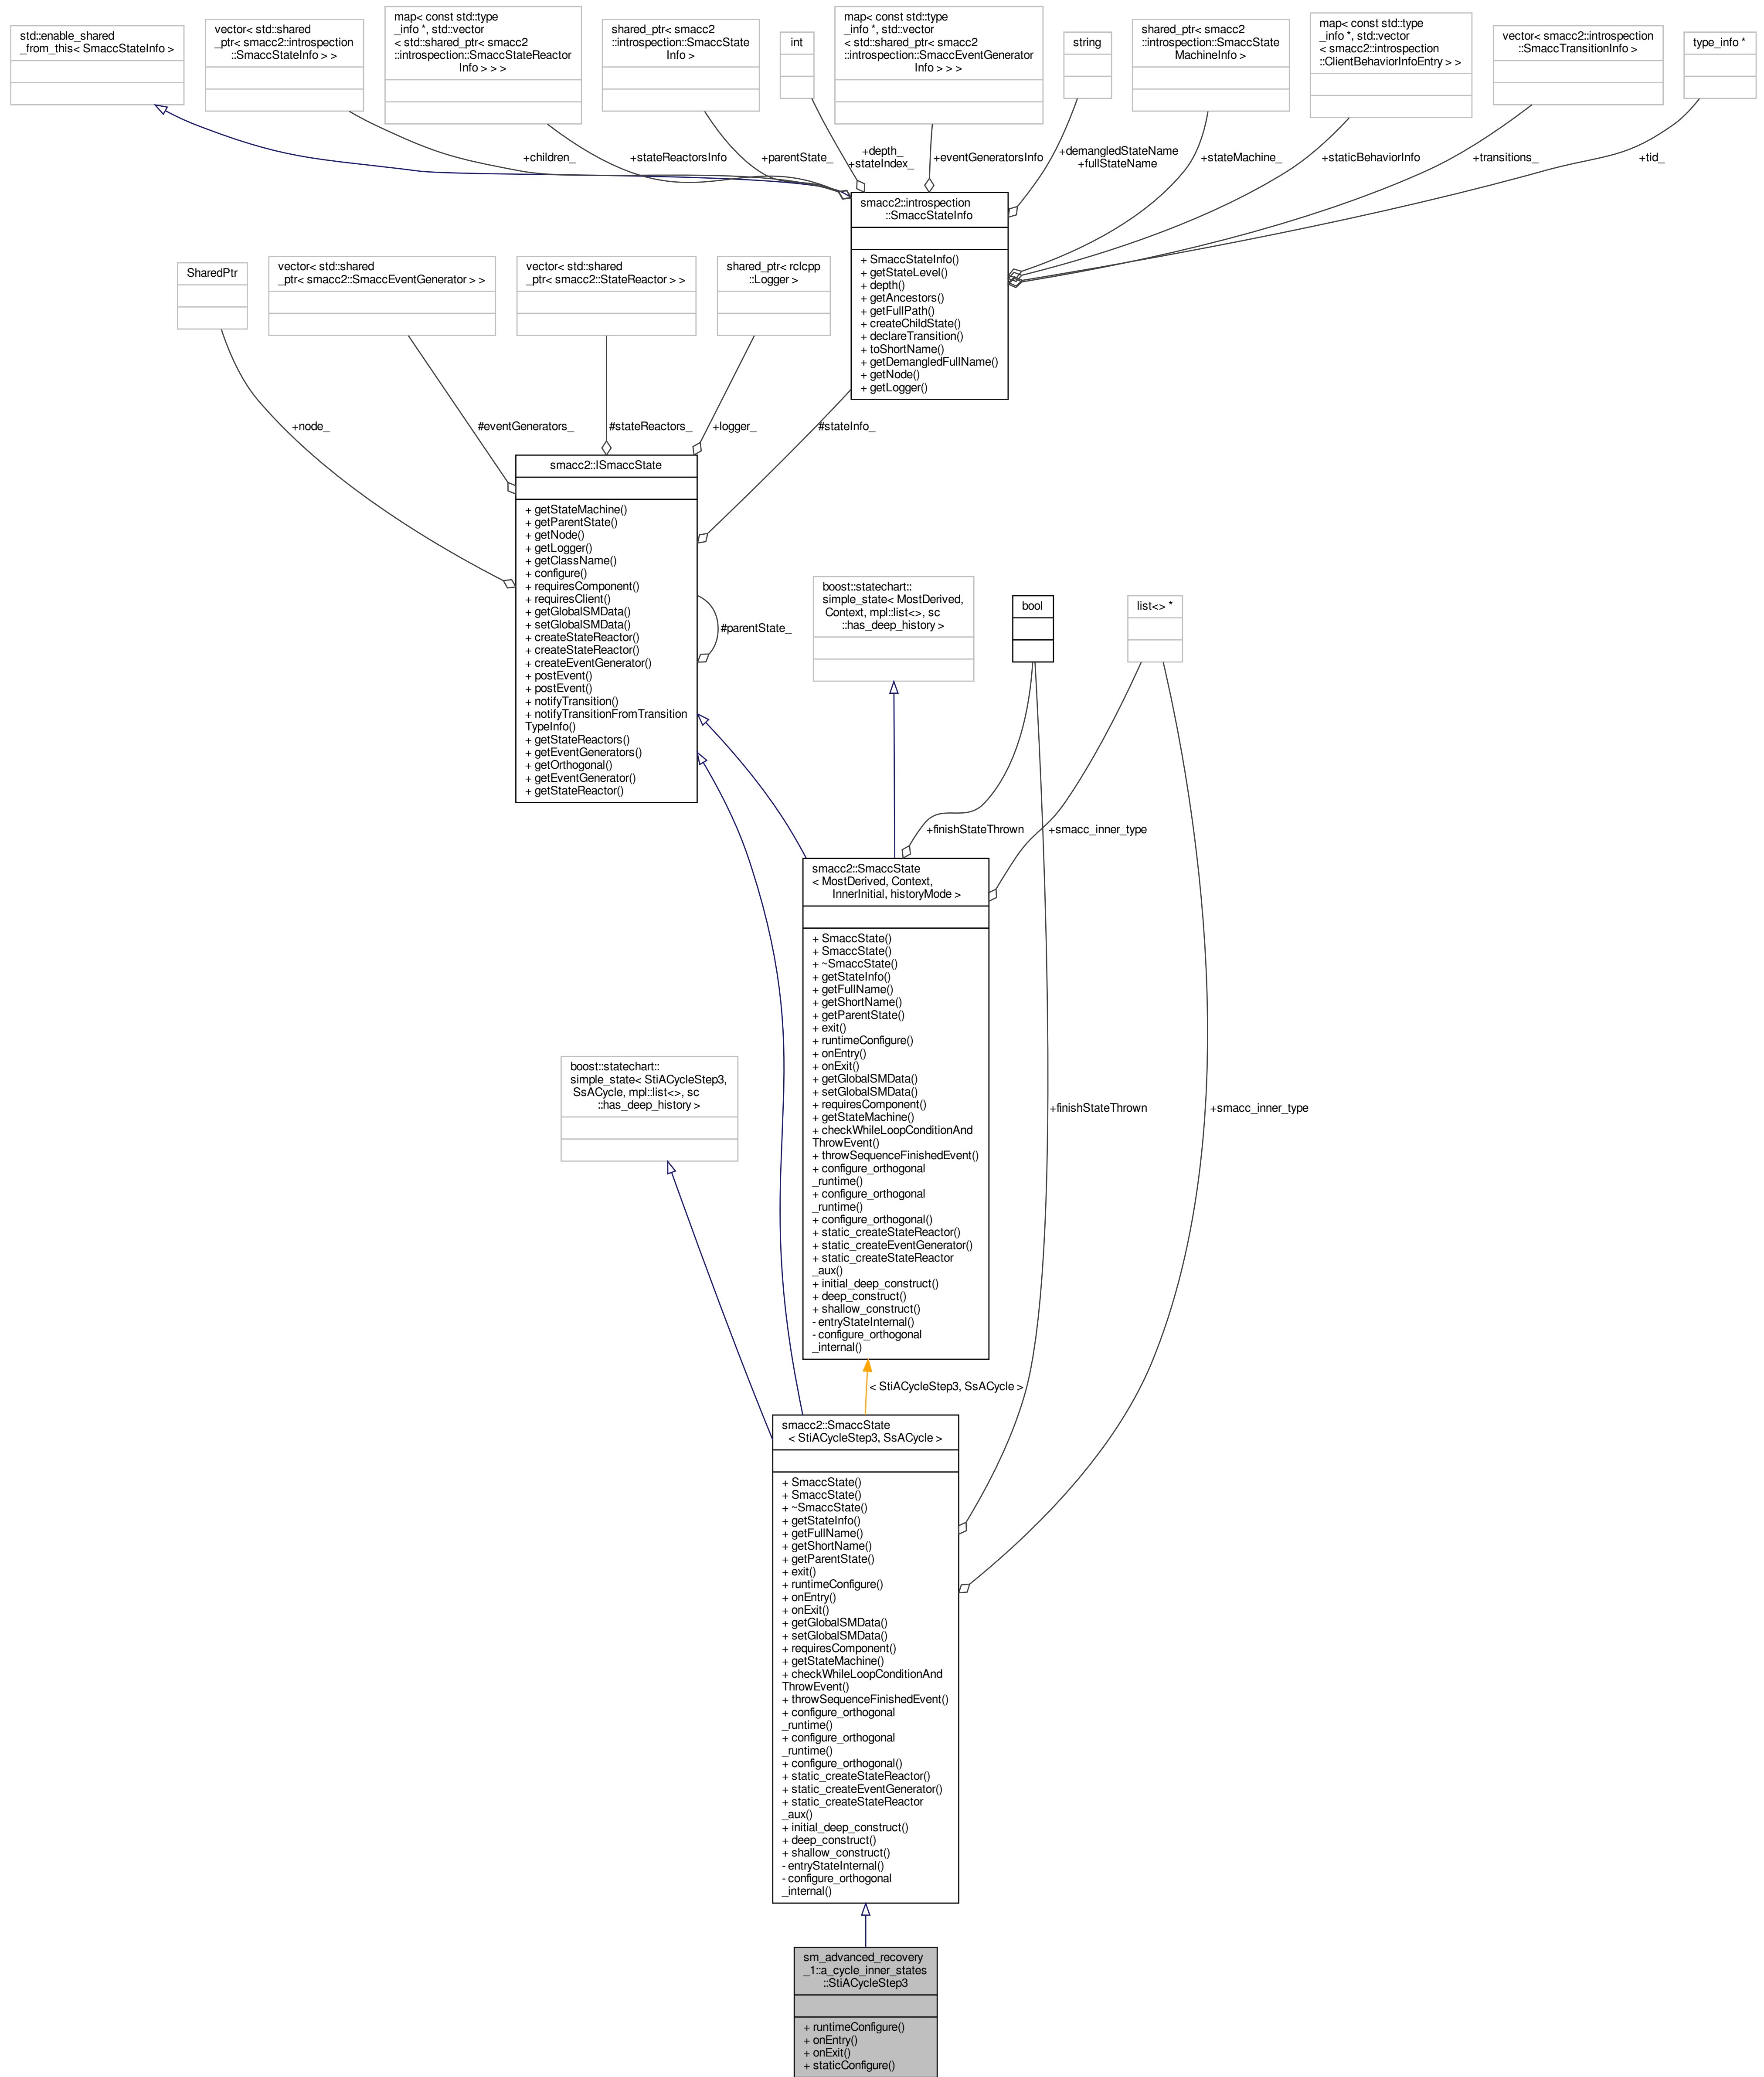 std::enable_shared
_from_this< SmaccStateInfo >
vector< std::shared
_ptr< smacc2::introspection
::SmaccStateInfo > >
map< const std::type
_info *, std::vector
< std::shared_ptr< smacc2
::introspection::SmaccStateReactor
Info > > >
shared_ptr< smacc2
::introspection::SmaccState
Info >
int
map< const std::type
_info *, std::vector
< std::shared_ptr< smacc2
::introspection::SmaccEventGenerator
Info > > >
string
shared_ptr< smacc2
::introspection::SmaccState
MachineInfo >
map< const std::type
_info *, std::vector
< smacc2::introspection
::ClientBehaviorInfoEntry > >
vector< smacc2::introspection
::SmaccTransitionInfo >
type_info *
+children_
+stateReactorsInfo
+parentState_
+depth_
+stateIndex_
+eventGeneratorsInfo
+demangledStateName
+fullStateName
+stateMachine_
+staticBehaviorInfo
+transitions_
+tid_
smacc2::introspection
::SmaccStateInfo
+ SmaccStateInfo()
+ getStateLevel()
+ depth()
+ getAncestors()
+ getFullPath()
+ createChildState()
+ declareTransition()
+ toShortName()
+ getDemangledFullName()
+ getNode()
+ getLogger()
SharedPtr
vector< std::shared
_ptr< smacc2::SmaccEventGenerator > >
vector< std::shared
_ptr< smacc2::StateReactor > >
shared_ptr< rclcpp
::Logger >
+node_
#eventGenerators_
#stateReactors_
+logger_
#stateInfo_
smacc2::ISmaccState
+ getStateMachine()
+ getParentState()
+ getNode()
+ getLogger()
+ getClassName()
+ configure()
+ requiresComponent()
+ requiresClient()
+ getGlobalSMData()
+ setGlobalSMData()
+ createStateReactor()
+ createStateReactor()
+ createEventGenerator()
+ postEvent()
+ postEvent()
+ notifyTransition()
+ notifyTransitionFromTransition
TypeInfo()
+ getStateReactors()
+ getEventGenerators()
+ getOrthogonal()
+ getEventGenerator()
+ getStateReactor()
#parentState_
boost::statechart::
simple_state< MostDerived,
Context, mpl::list<>, sc
::has_deep_history >
bool
list<> *
+finishStateThrown
+smacc_inner_type
smacc2::SmaccState
< MostDerived, Context,
InnerInitial, historyMode >
+ SmaccState()
+ SmaccState()
+ ~SmaccState()
+ getStateInfo()
+ getFullName()
+ getShortName()
+ getParentState()
+ exit()
+ runtimeConfigure()
+ onEntry()
+ onExit()
+ getGlobalSMData()
+ setGlobalSMData()
+ requiresComponent()
+ getStateMachine()
+ checkWhileLoopConditionAnd
ThrowEvent()
+ throwSequenceFinishedEvent()
+ configure_orthogonal
_runtime()
+ configure_orthogonal
_runtime()
+ configure_orthogonal()
+ static_createStateReactor()
+ static_createEventGenerator()
+ static_createStateReactor
_aux()
+ initial_deep_construct()
+ deep_construct()
+ shallow_construct()
- entryStateInternal()
- configure_orthogonal
_internal()
boost::statechart::
simple_state< StiACycleStep3,
SsACycle, mpl::list<>, sc
::has_deep_history >
+finishStateThrown
+smacc_inner_type
< StiACycleStep3, SsACycle >
smacc2::SmaccState
< StiACycleStep3, SsACycle >
+ SmaccState()
+ SmaccState()
+ ~SmaccState()
+ getStateInfo()
+ getFullName()
+ getShortName()
+ getParentState()
+ exit()
+ runtimeConfigure()
+ onEntry()
+ onExit()
+ getGlobalSMData()
+ setGlobalSMData()
+ requiresComponent()
+ getStateMachine()
+ checkWhileLoopConditionAnd
ThrowEvent()
+ throwSequenceFinishedEvent()
+ configure_orthogonal
_runtime()
+ configure_orthogonal
_runtime()
+ configure_orthogonal()
+ static_createStateReactor()
+ static_createEventGenerator()
+ static_createStateReactor
_aux()
+ initial_deep_construct()
+ deep_construct()
+ shallow_construct()
- entryStateInternal()
- configure_orthogonal
_internal()
sm_advanced_recovery
_1::a_cycle_inner_states
::StiACycleStep3
+ runtimeConfigure()
+ onEntry()
+ onExit()
+ staticConfigure()